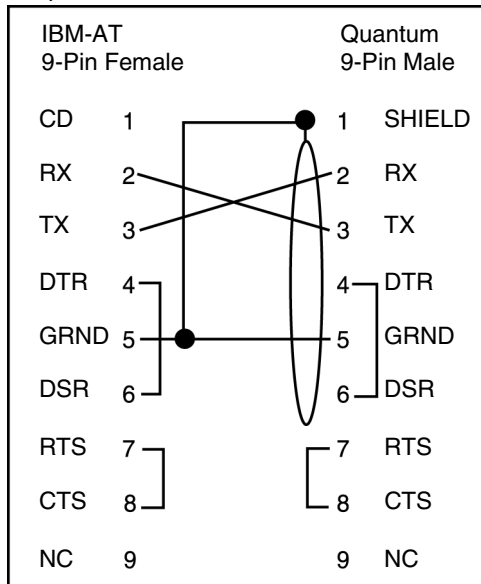 IBM-AT Quantum
9-Pin Female 9-Pin Male
CD 1 1 SHIELD
RX 2 2 RX
TX 3 3 TX
DTR 4 4 DTR
GRND 5 5 GRND
DSR 6 6 DSR
RTS 7 7 RTS
CTS 8 8 CTS
NC 9 9 NC